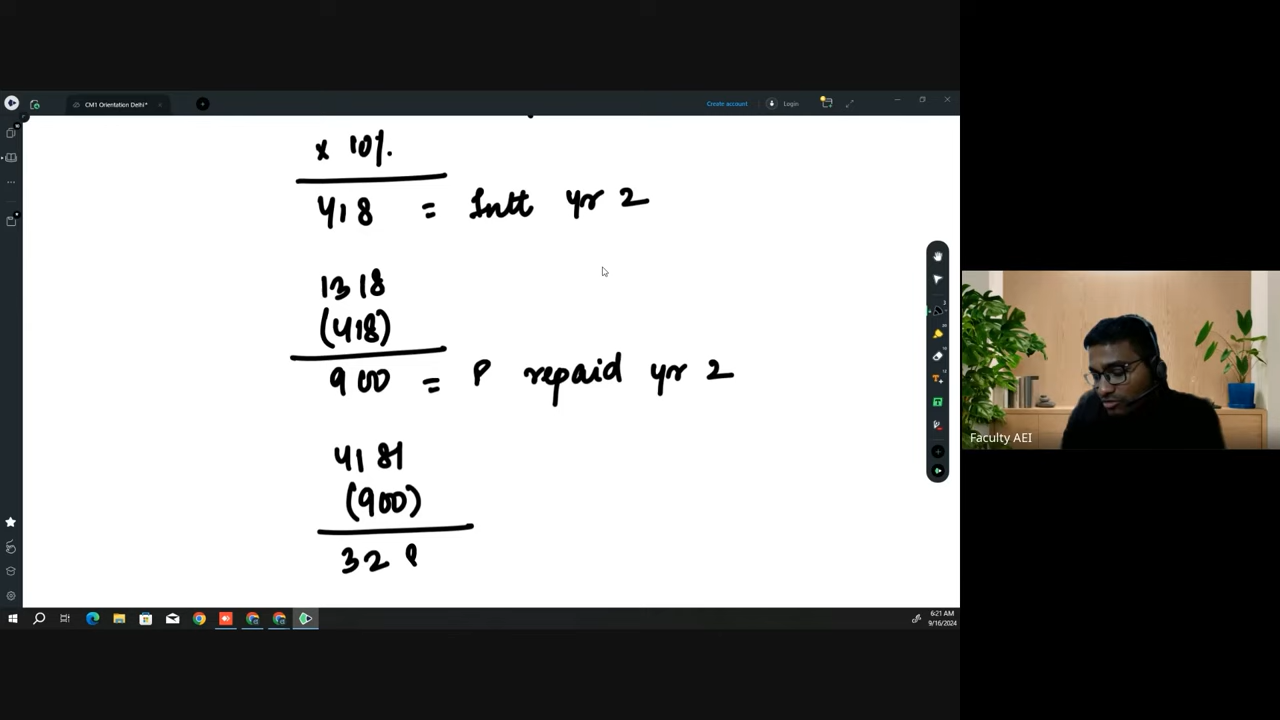 CM1 Orientation Delhi*
Create account
Login
x 10%.
418 = Intt yr 2
1318
(418)
900 = P repaid yr 2
4181
(900)
32
Faculty AEI
6:21 AM
9/16/2024